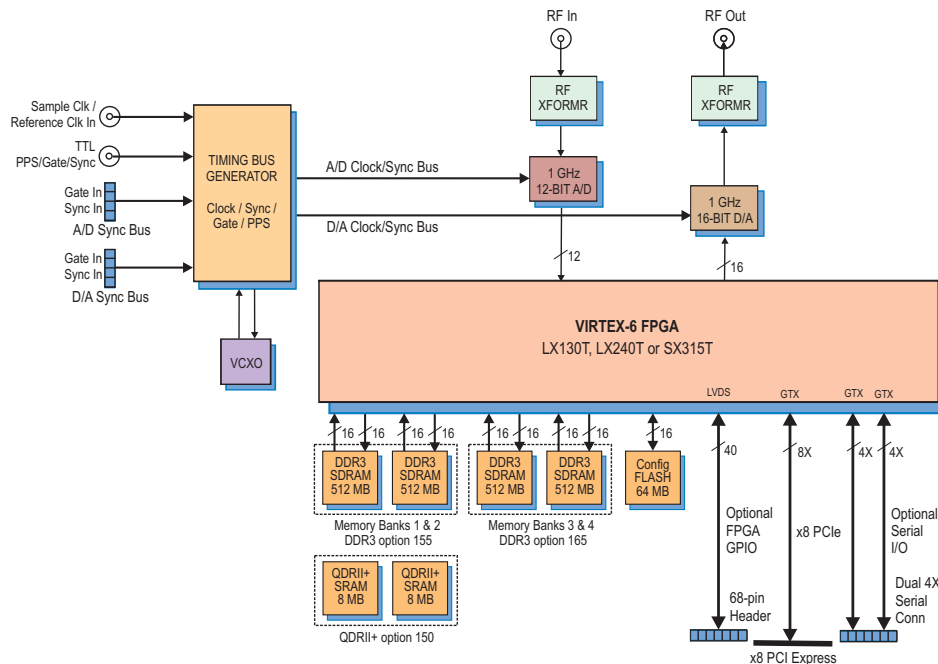 RF In
RF Out
RF
XFORMR
RF
XFORMR
Sample Clk /
Reference Clk In
TTL
PPS/Gate/Sync
Gate In
Sync In
A/D Sync Bus
Gate In
Sync In
D/A Sync Bus
TIMING BUS
GENERATOR
Clock / Sync /
Gate / PPS
VCXO
A/D Clock/Sync Bus
D/A Clock/Sync Bus
1 GHz
12-BIT A/D
1 GHz
16-BIT D/A
12
16
VIRTEX-6 FPGA
LX130T, LX240T or SX315T
LVDS
GTX
GTX
GTX
16
16
16
16
16
16
16
16
16
40
8X
4X
4X
DDR3
SDRAM
512 MB
DDR3
SDRAM
512 MB
DDR3
SDRAM
512 MB
DDR3
SDRAM
512 MB
Config
FLASH
64 MB
Memory Banks 1 & 2
DDR3 option 155
Memory Banks 3 & 4
DDR3 option 165
QDRII+
SRAM
8 MB
QDRII+
SRAM
8 MB
QDRII+ option 150
Optional
FPGA
GPIO
68-pin
Header
x8 PCIe
x8 PCI Express
Optional
Serial
I/O
Dual 4X
Serial
Conn